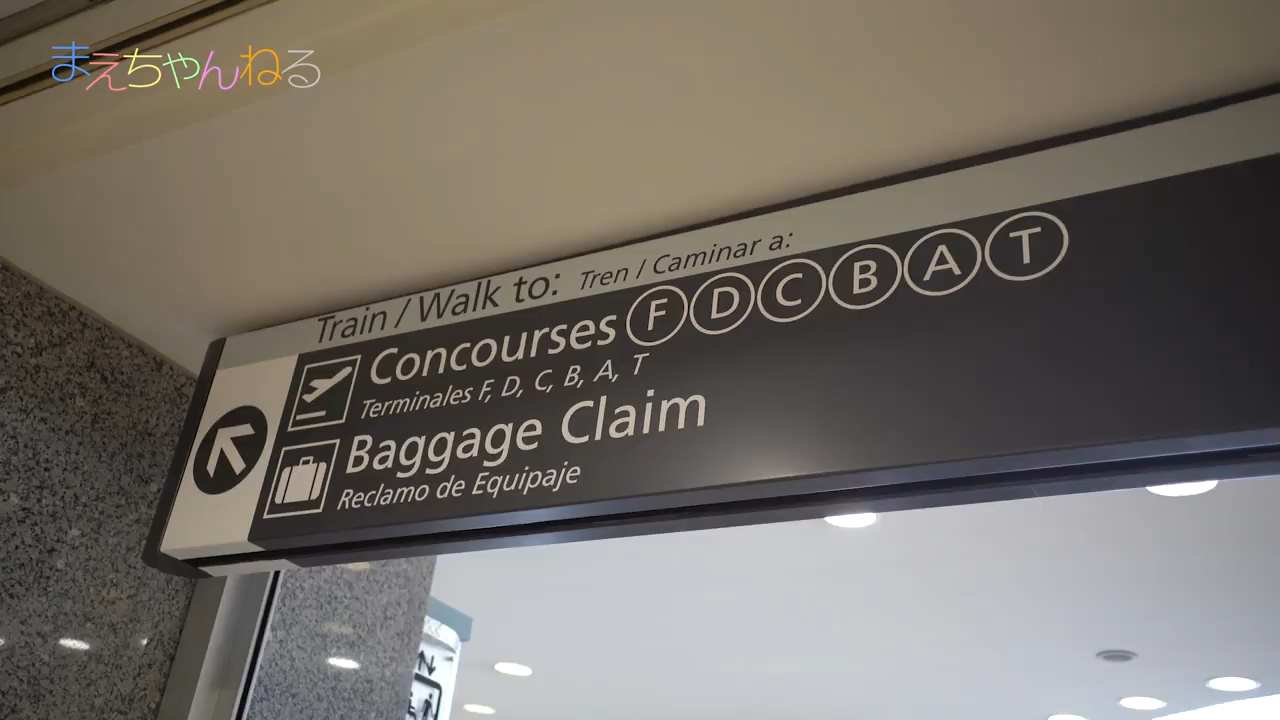 まえちゃんねる
Train / Walk to: Tren / Caminar a:
Concourses F D C B A T
Terminales F, D, C, B, A, T
Baggage Claim
Reclamo de Equipaje